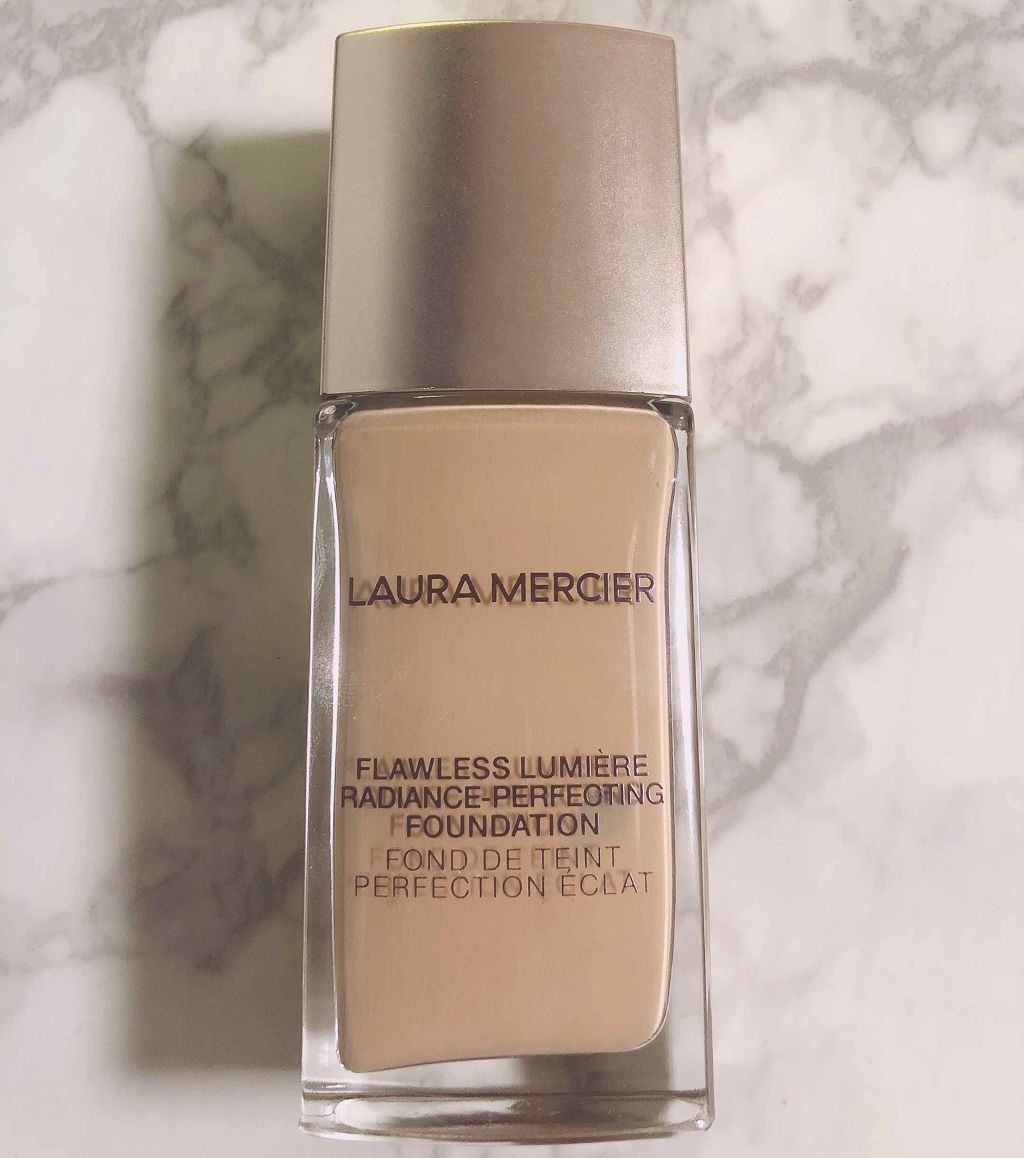 LAURA MERCIER
FLAWLESS LUMIÈRE
RADIANCE-PERFECTING
FOUNDATION
FOND DE TEINT
PERFECTION ÉCLAT